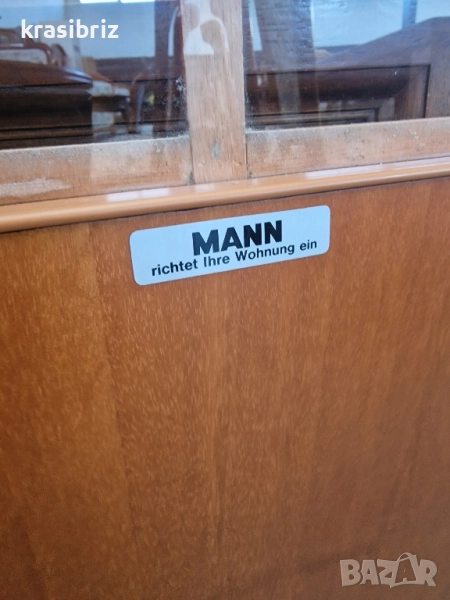 krasibriz
MANN
richtet Ihre Wohnung ein
BAZAR